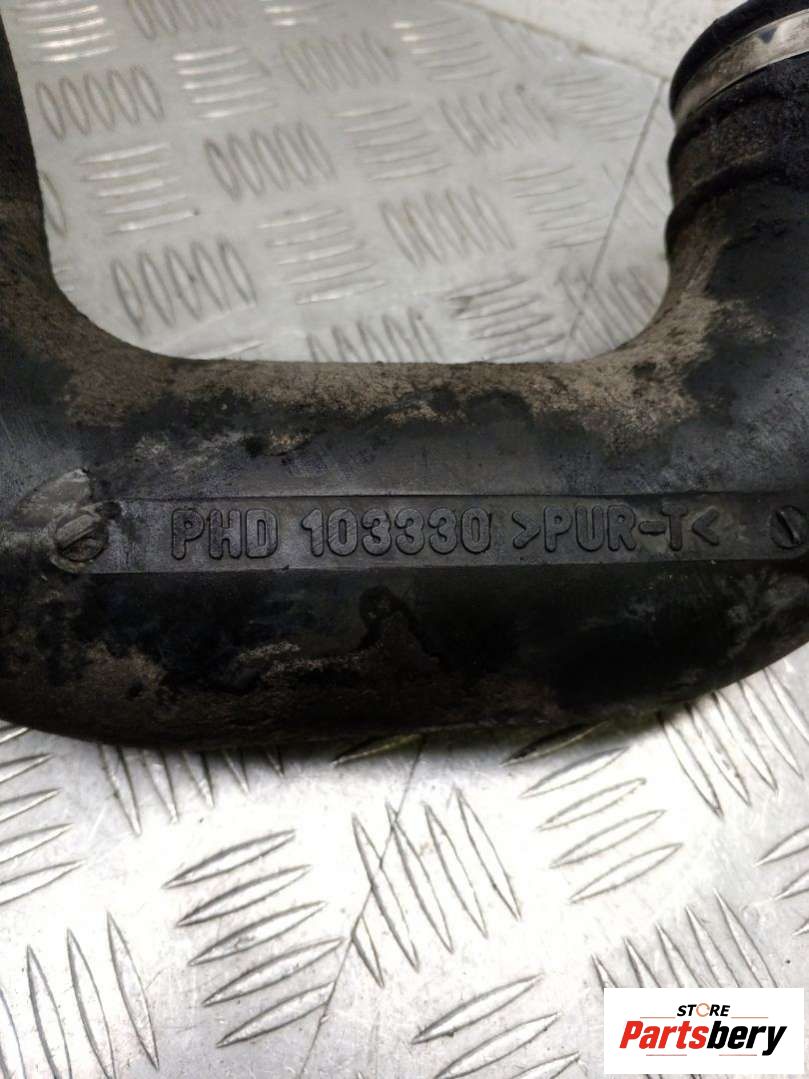 PHD 103330 >PUR-T<
STORE
Partsbery